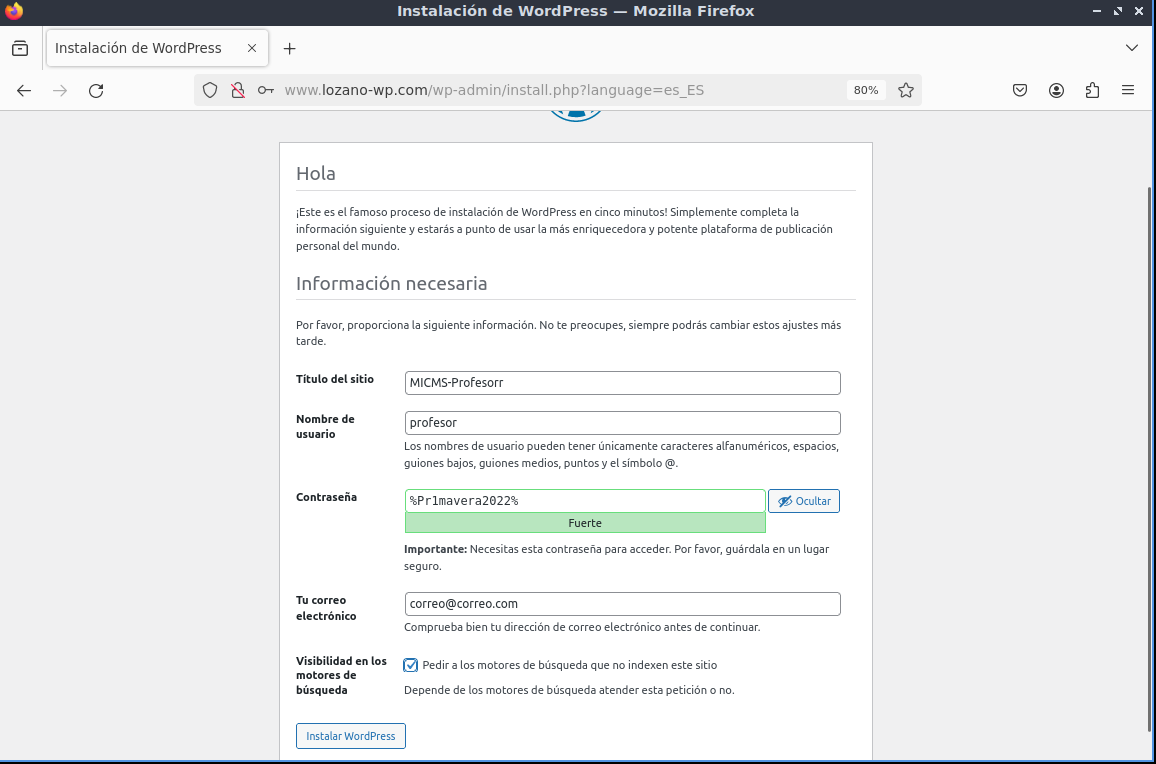 Instalación de WordPress — Mozilla Firefox
Instalación de WordPress
www.lozano-wp.com/wp-admin/install.php?language=es_ES
80%
Hola
¡Este es el famoso proceso de instalación de WordPress en cinco minutos! Simplemente completa la
información siguiente y estarás a punto de usar la más enriquecedora y potente plataforma de publicación
personal del mundo.
Información necesaria
Por favor, proporciona la siguiente información. No te preocupes, siempre podrás cambiar estos ajustes más
tarde.
Título del sitio
MICMS-Profesorr
Nombre de
usuario
profesor
Los nombres de usuario pueden tener únicamente caracteres alfanuméricos, espacios,
guiones bajos, guiones medios, puntos y el símbolo @.
Contraseña
%Pr1mavera2022%
Ocultar
Fuerte
Importante: Necesitas esta contraseña para acceder. Por favor, guárdala en un lugar
seguro.
Tu correo
electrónico
correo@correo.com
Comprueba bien tu dirección de correo electrónico antes de continuar.
Visibilidad en los
motores de
búsqueda
Pedir a los motores de búsqueda que no indexen este sitio
Depende de los motores de búsqueda atender esta petición o no.
Instalar WordPress